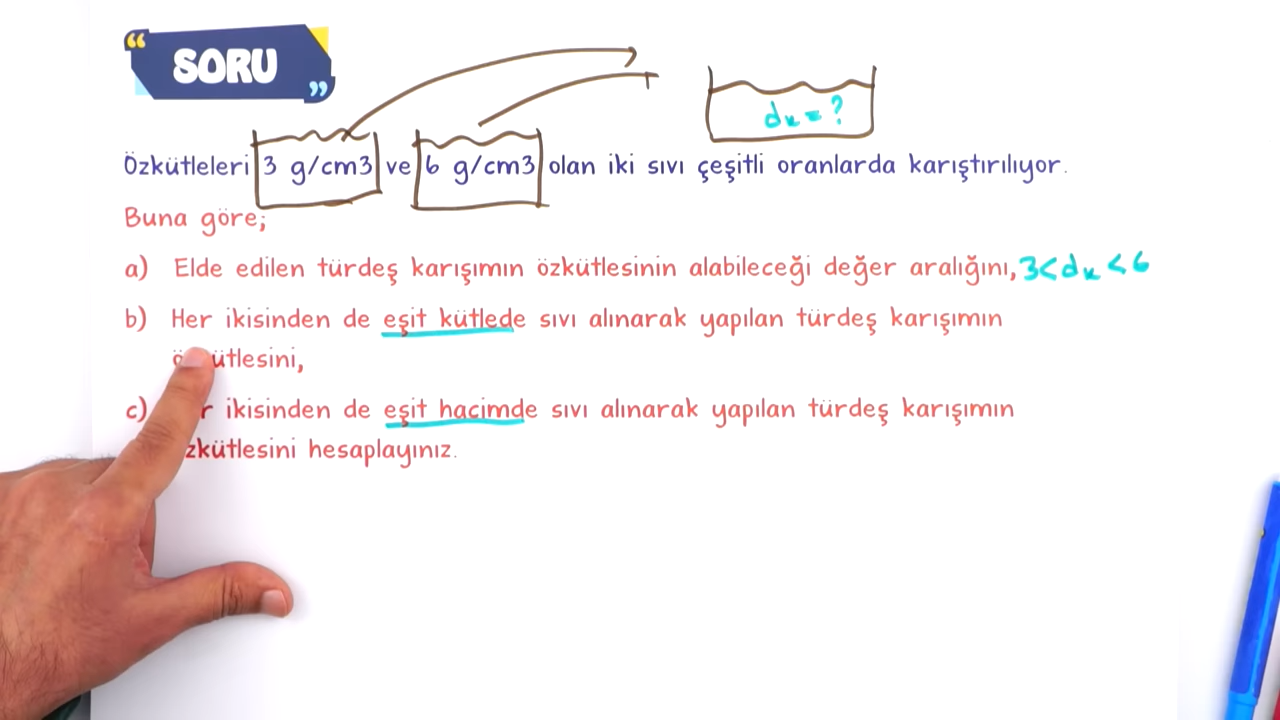 “ SORU ”
dₖ = ?
Özkütleleri 3 g/cm3 ve 6 g/cm3 olan iki sıvı çeşitli oranlarda karıştırılıyor.
Buna göre;
a) Elde edilen türdeş karışımın özkütlesinin alabileceği değer aralığını, 3<dₖ<6
b) Her ikisinden de eşit kütlede sıvı alınarak yapılan türdeş karışımın
c) ikisinden de eşit hacimde sıvı alınarak yapılan türdeş karışımın
hesaplayınız.